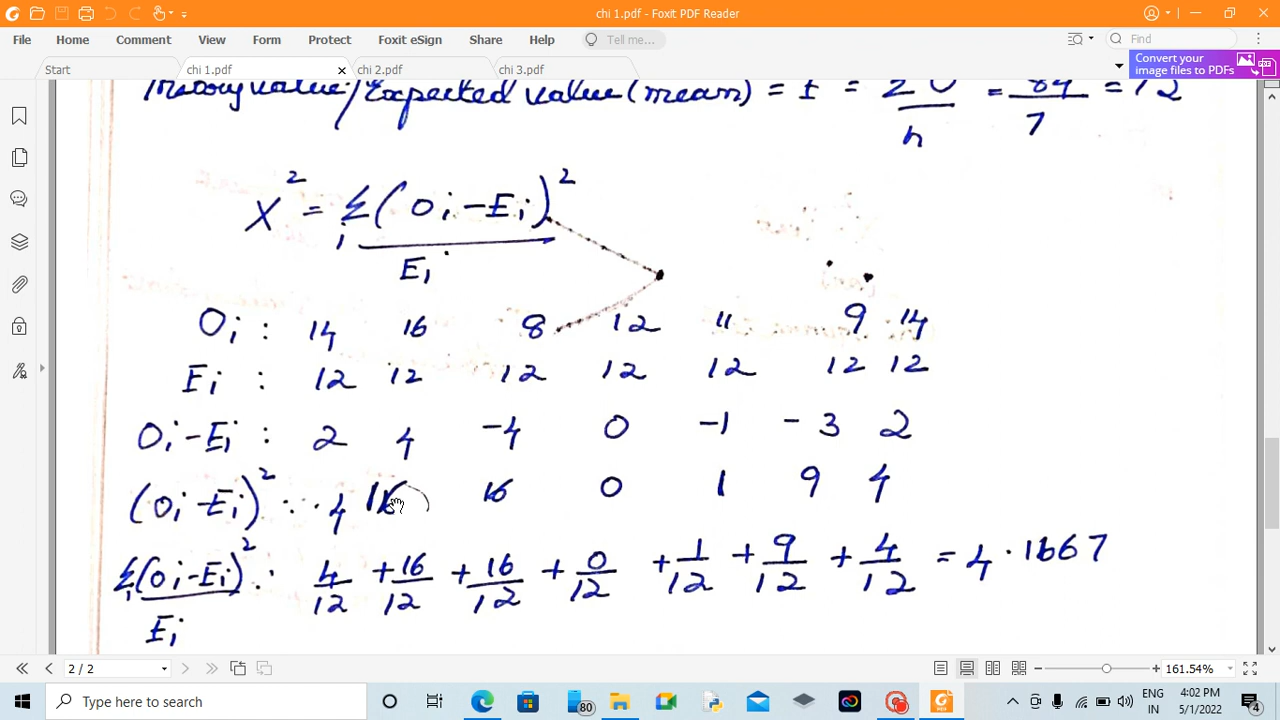 chi 1.pdf - Foxit PDF Reader
File Home Comment View Form Protect Foxit eSign Share Help Tell me... Find
Start chi 1.pdf chi 2.pdf chi 3.pdf
Convert your
image files to PDFs
value/Expected value (mean) = E = Σ O / n = 84 / 7 = 12
X² = Σi (Oi - Ei)² / Ei
Oi : 14 16 8 12 11 9 14
Ei : 12 12 12 12 12 12 12
Oi - Ei : 2 4 -4 0 -1 -3 2
(Oi - Ei)² : 4 16 16 0 1 9 4
Σi (Oi - Ei)² / Ei : 4/12 + 16/12 + 16/12 + 0/12 + 1/12 + 9/12 + 4/12 = 4.1667
2 / 2 161.54%
Type here to search 80 ENG 4:02 PM
IN 5/1/2022 4